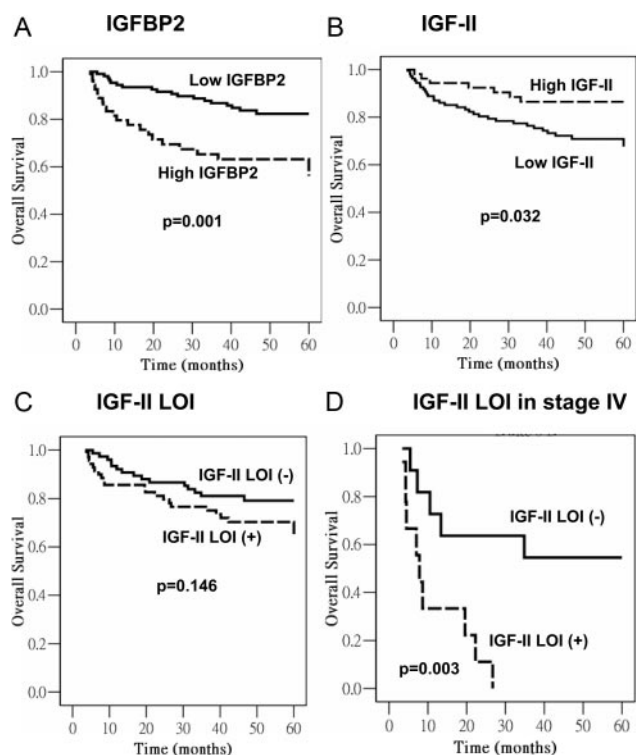 A IGFBP2
1.0
0.8
0.6
0.4
0.2
0.0
Overall Survival
Low IGFBP2
High IGFBP2
p=0.001
0 10 20 30 40 50 60
Time (months)
B IGF-II
1.0
0.8
0.6
0.4
0.2
0.0
Overall Survival
High IGF-II
Low IGF-II
p=0.032
0 10 20 30 40 50 60
Time (months)
C IGF-II LOI
1.0
0.8
0.6
0.4
0.2
0.0
Overall Survival
IGF-II LOI (-)
IGF-II LOI (+)
p=0.146
0 10 20 30 40 50 60
Time (months)
D IGF-II LOI in stage IV
1.0
0.8
0.6
0.4
0.2
0.0
Overall Survival
IGF-II LOI (-)
IGF-II LOI (+)
p=0.003
0 10 20 30 40 50 60
Time (months)